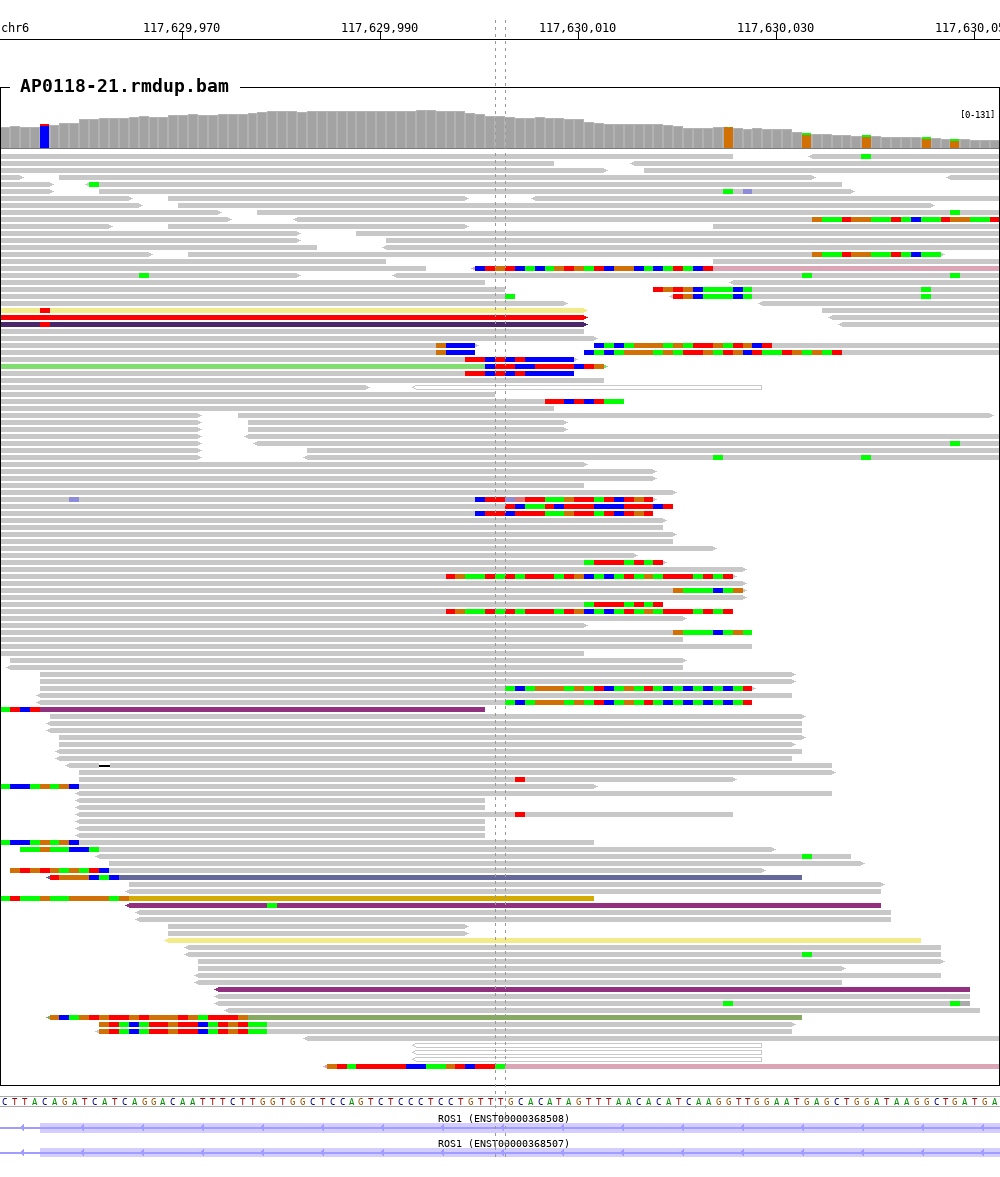 chr6 117,629,970 117,629,990 117,630,010 117,630,030 117,630,05
AP0118-21.rmdup.bam
[0-131]
CTTACAGATCATCAGGACAATTTCTTGGTGGCTCCAGTCTCCCTCCTGTTTGCACATAGTTTAACACATCAAGGTTGGAATGAGCTGGATAAGGCTGATGA
ROS1 (ENST00000368508)
ROS1 (ENST00000368507)